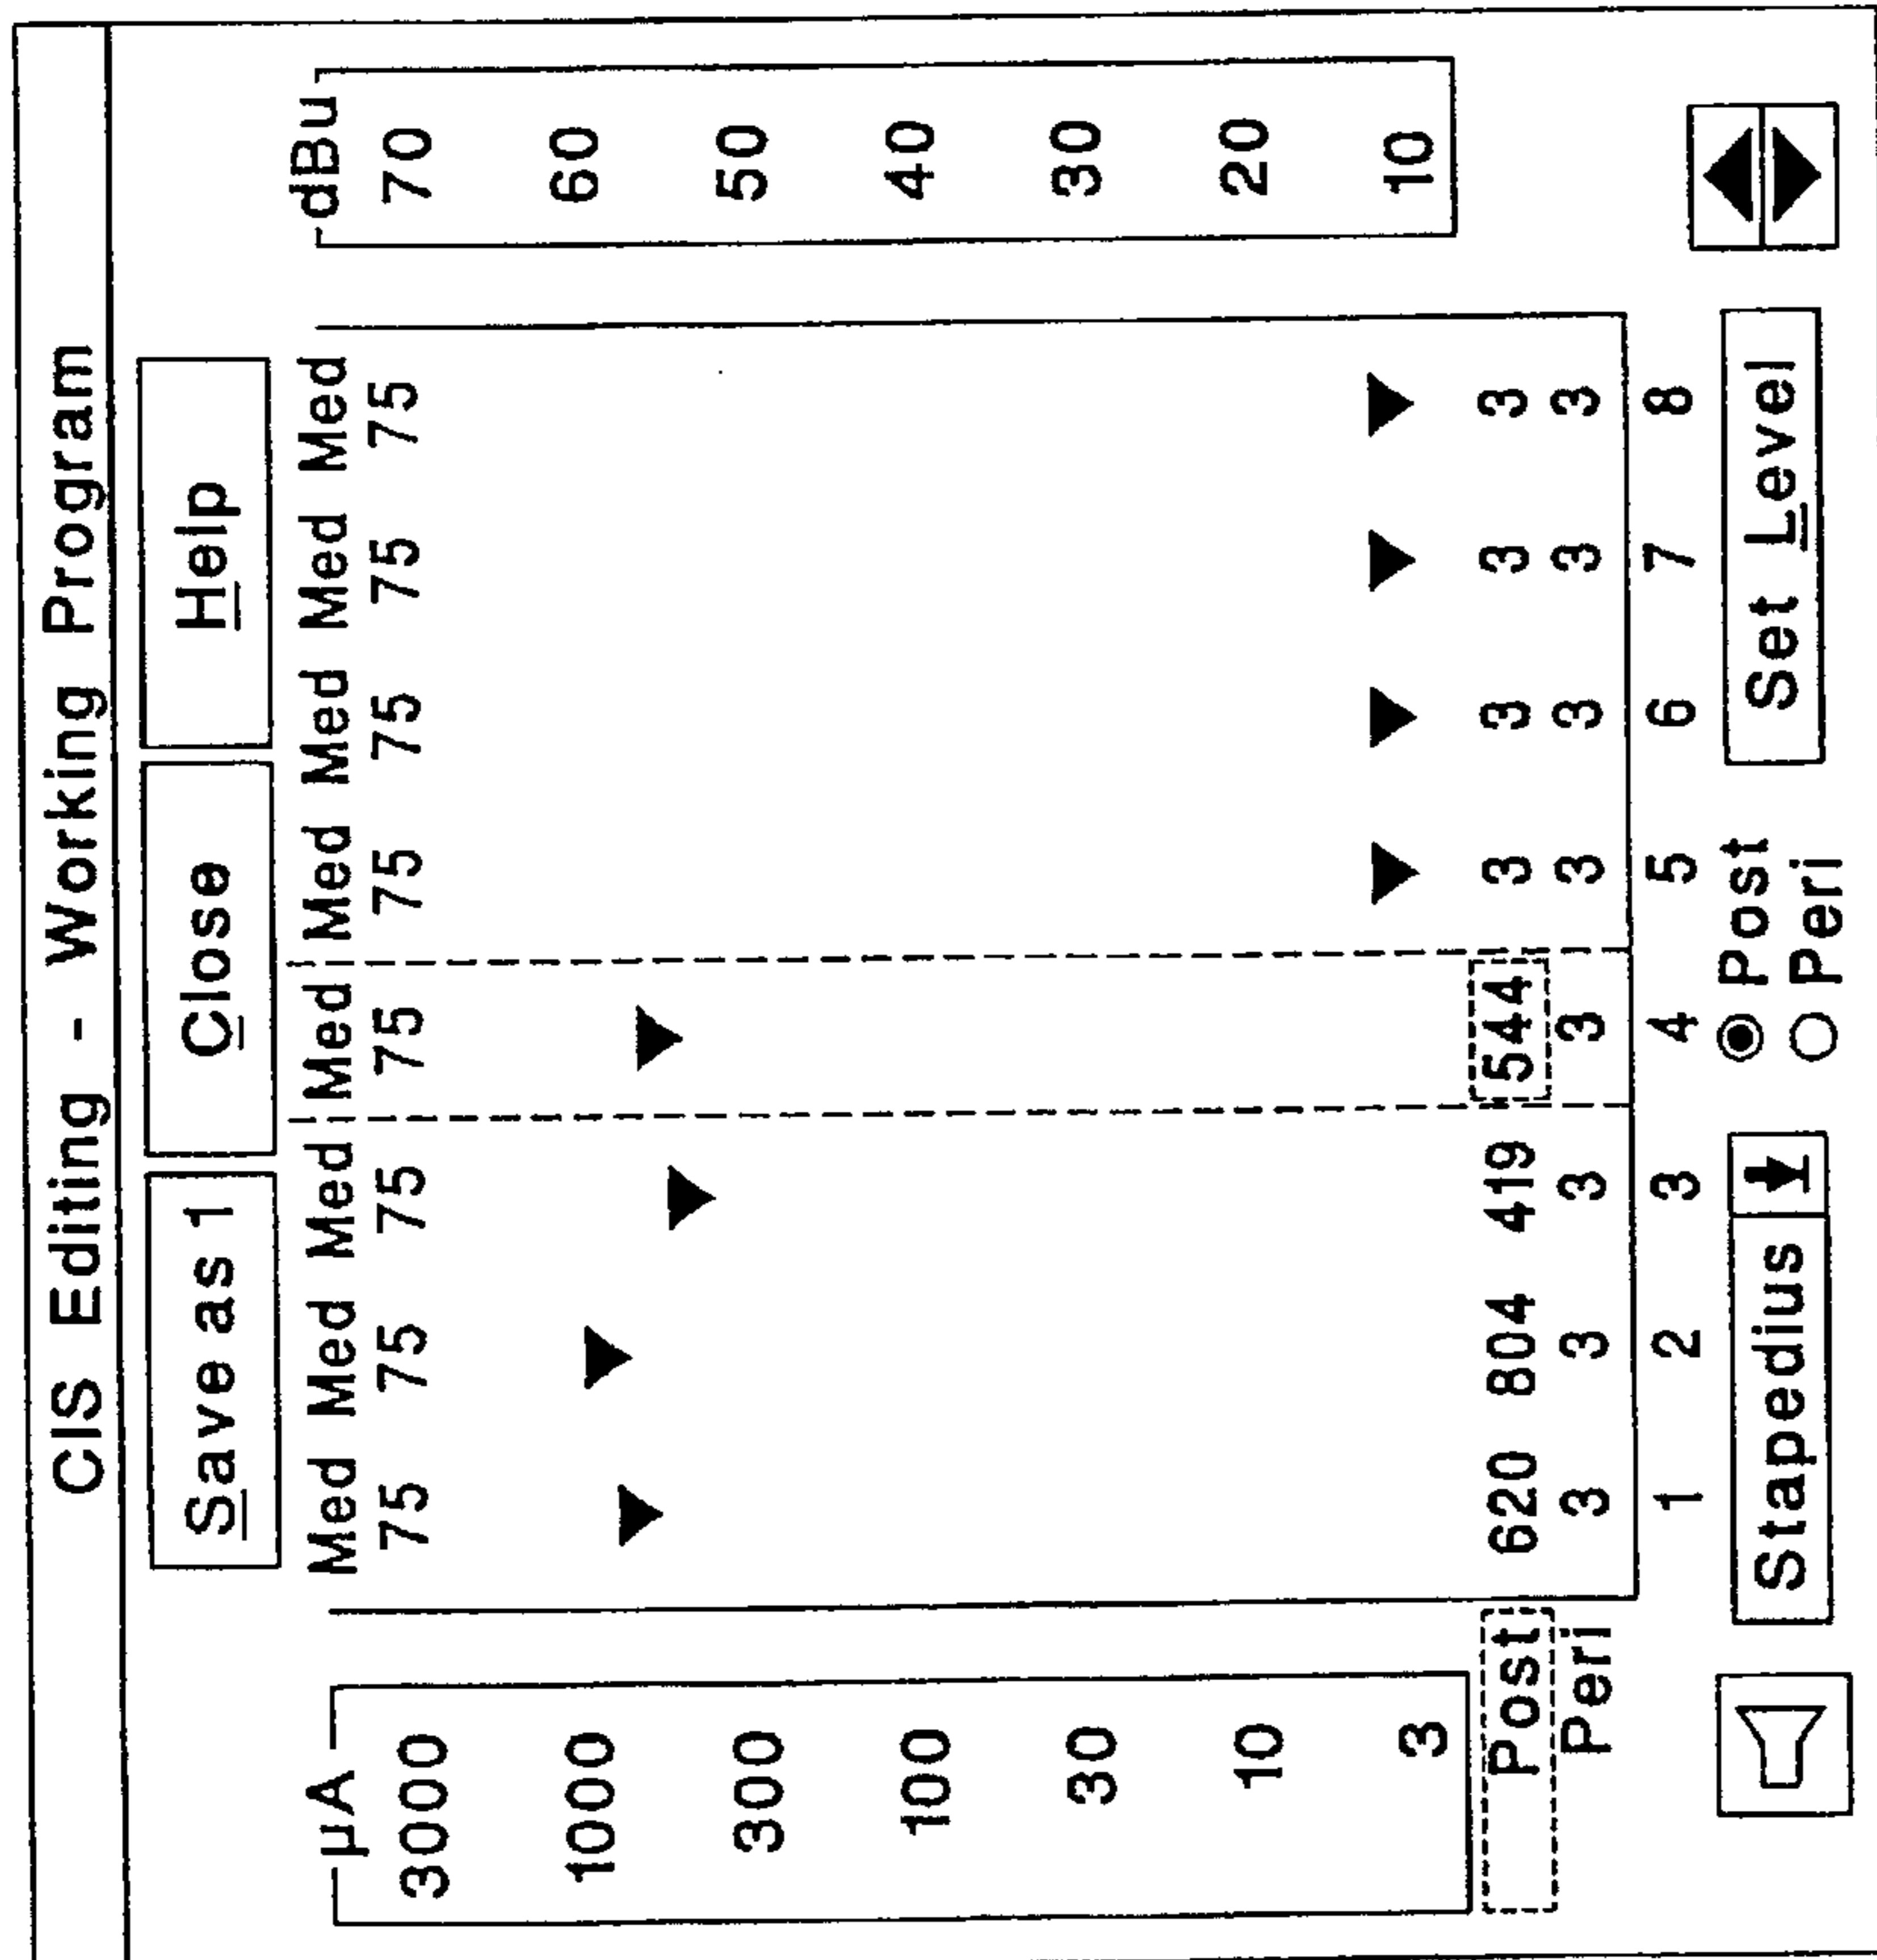 CIS Editing - Working Program
Save as 1 Close Help
µA Med Med Med Med Med Med Med Med dBu
3000 75 75 75 75 75 75 75 75 70
1000 60
300 50
100 40
30 30
10 20
3 10
Post 620 804 419 544 3 3 3 3
Peri 3 3 3 3 3 3 3 3
1 2 3 4 5 6 7 8
Stapedius Post Set Level
Peri